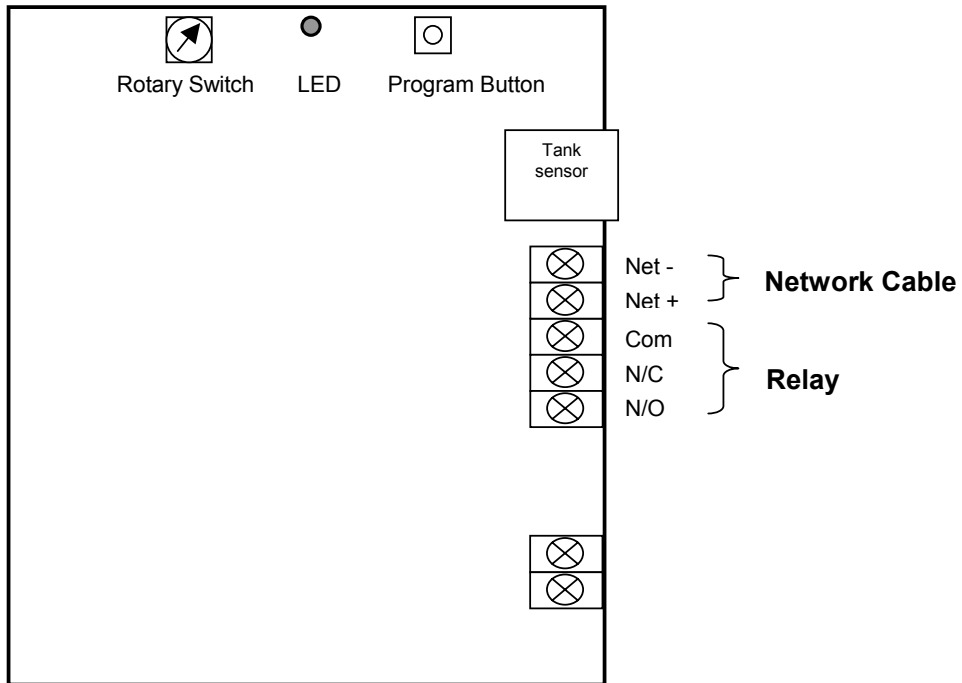 Rotary Switch LED Program Button
Tank
sensor
Net -
Net +
Network Cable
Com
N/C
N/O
Relay